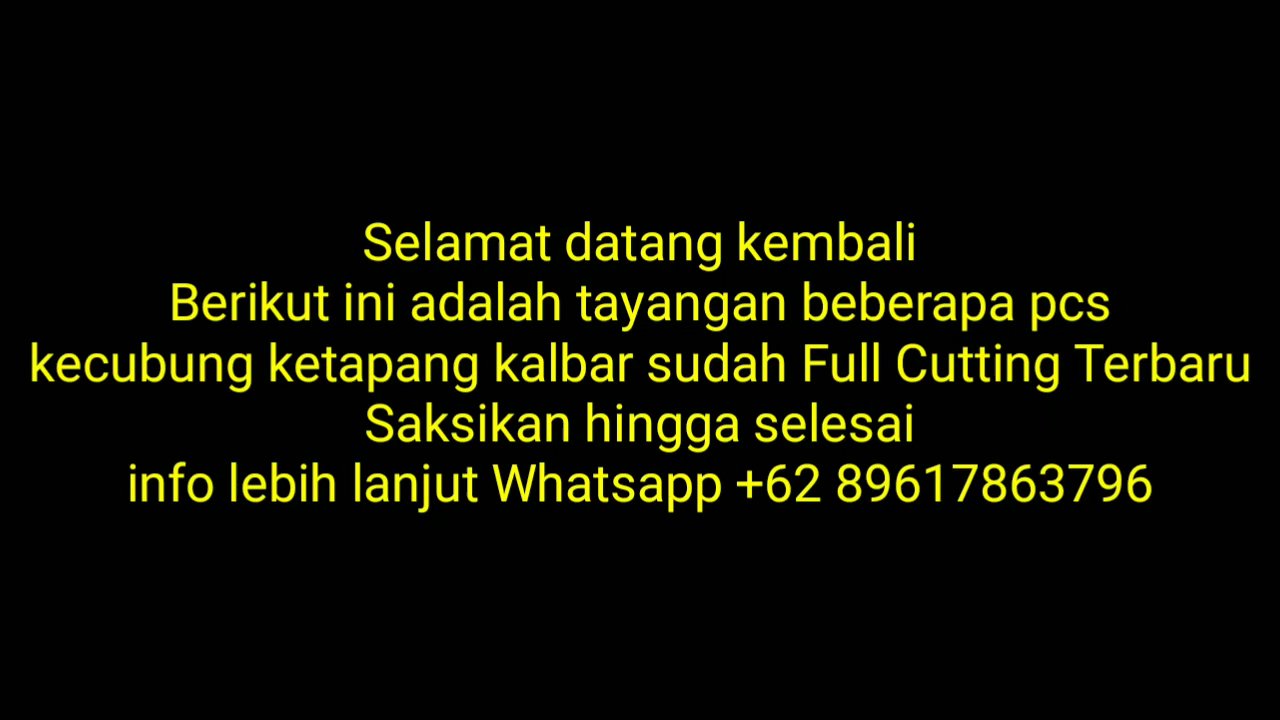 Selamat datang kembali
Berikut ini adalah tayangan beberapa pcs
kecubung ketapang kalbar sudah Full Cutting Terbaru
Saksikan hingga selesai
info lebih lanjut Whatsapp +62 89617863796